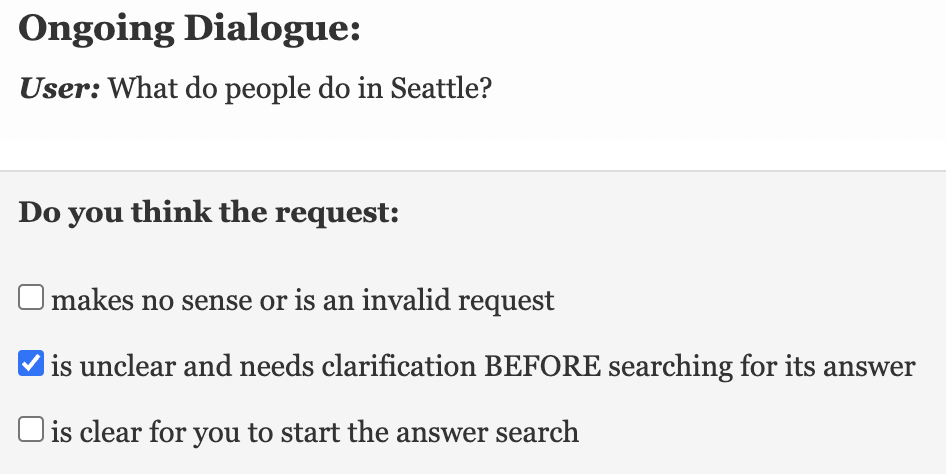 Ongoing Dialogue:
User: What do people do in Seattle?
Do you think the request:
makes no sense or is an invalid request
is unclear and needs clarification BEFORE searching for its answer
is clear for you to start the answer search